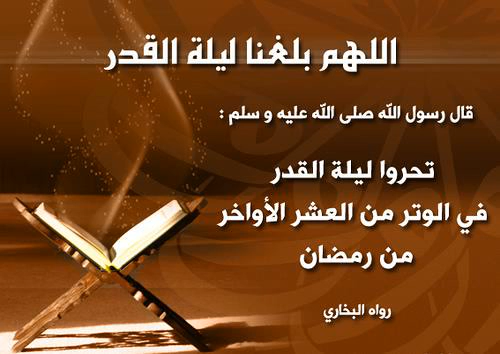 اللهم بلغنا ليلة القدر
قال رسول الله صلى الله عليه و سلم :
تحروا ليلة القدر
في الوتر من العشر الأواخر
من رمضان
رواه البخاري